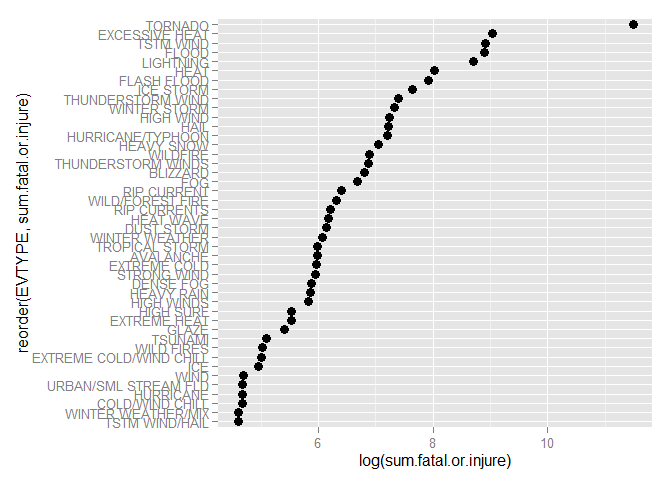 TORNADO
EXCESSIVE HEAT
TSTM WIND
FLOOD
LIGHTNING
HEAT
FLASH FLOOD
ICE STORM
THUNDERSTORM WIND
WINTER STORM
HIGH WIND
HAIL
HURRICANE/TYPHOON
HEAVY SNOW
WILDFIRE
THUNDERSTORM WINDS
BLIZZARD
FOG
RIP CURRENT
WILD/FOREST FIRE
RIP CURRENTS
HEAT WAVE
DUST STORM
WINTER WEATHER
TROPICAL STORM
AVALANCHE
EXTREME COLD
STRONG WIND
DENSE FOG
HEAVY RAIN
HIGH WINDS
HIGH SURF
EXTREME HEAT
GLAZE
TSUNAMI
WILD FIRES
EXTREME COLD/WIND CHILL
ICE
WIND
URBAN/SML STREAM FLD
HURRICANE
COLD/WIND CHILL
WINTER WEATHER/MIX
TSTM WIND/HAIL
reorder(EVTYPE, sum.fatal.or.injure)
6 8 10
log(sum.fatal.or.injure)